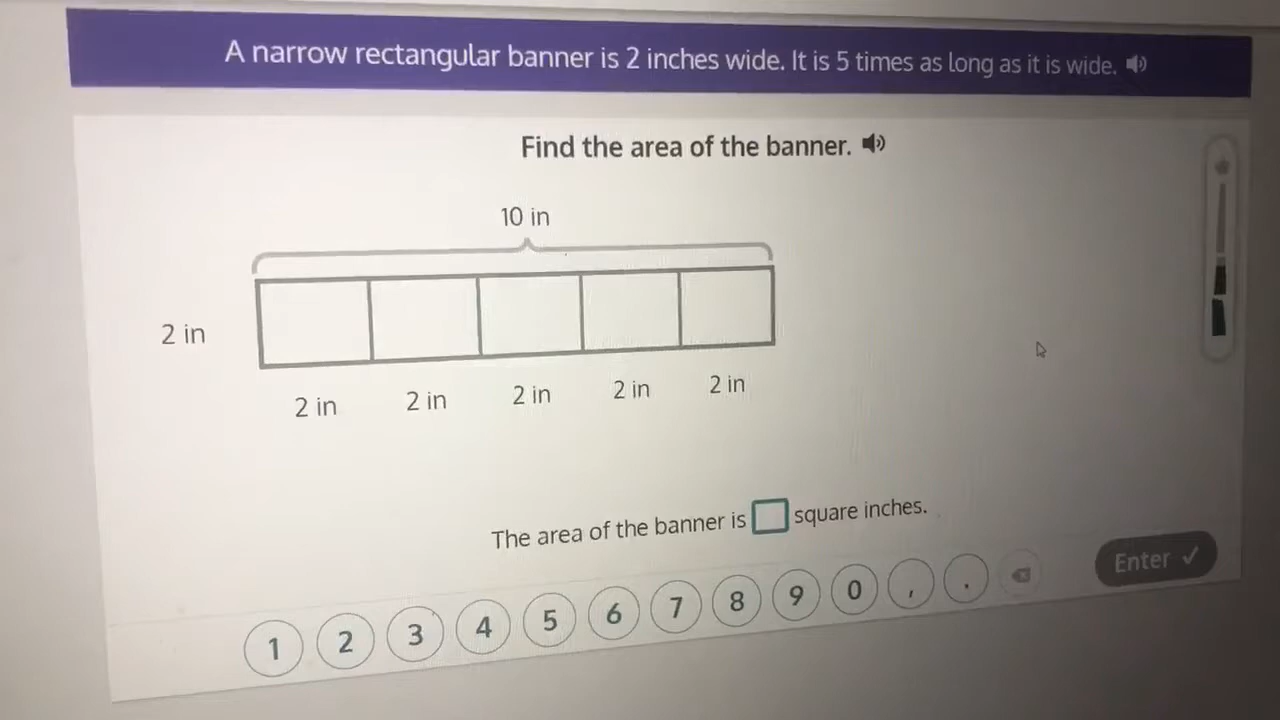 A narrow rectangular banner is 2 inches wide. It is 5 times as long as it is wide.
Find the area of the banner.
10 in
2 in
2 in 2 in 2 in 2 in 2 in
The area of the banner is square inches.
Enter ✓
1 2 3 4 5 6 7 8 9 0 , .